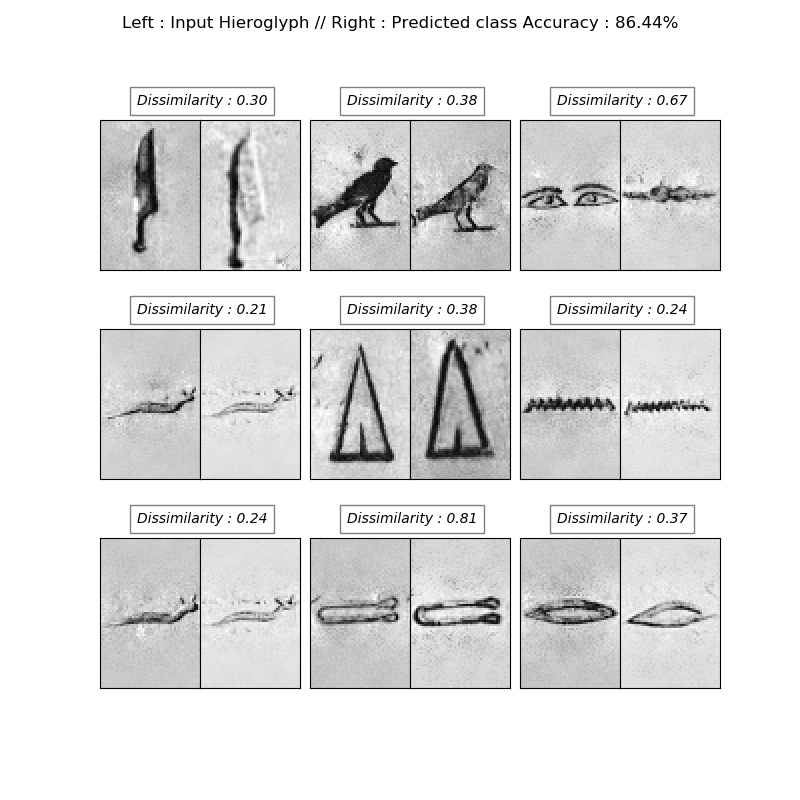 Left : Input Hieroglyph // Right : Predicted class Accuracy : 86.44%
Dissimilarity : 0.30
Dissimilarity : 0.38
Dissimilarity : 0.67
Dissimilarity : 0.21
Dissimilarity : 0.38
Dissimilarity : 0.24
Dissimilarity : 0.24
Dissimilarity : 0.81
Dissimilarity : 0.37